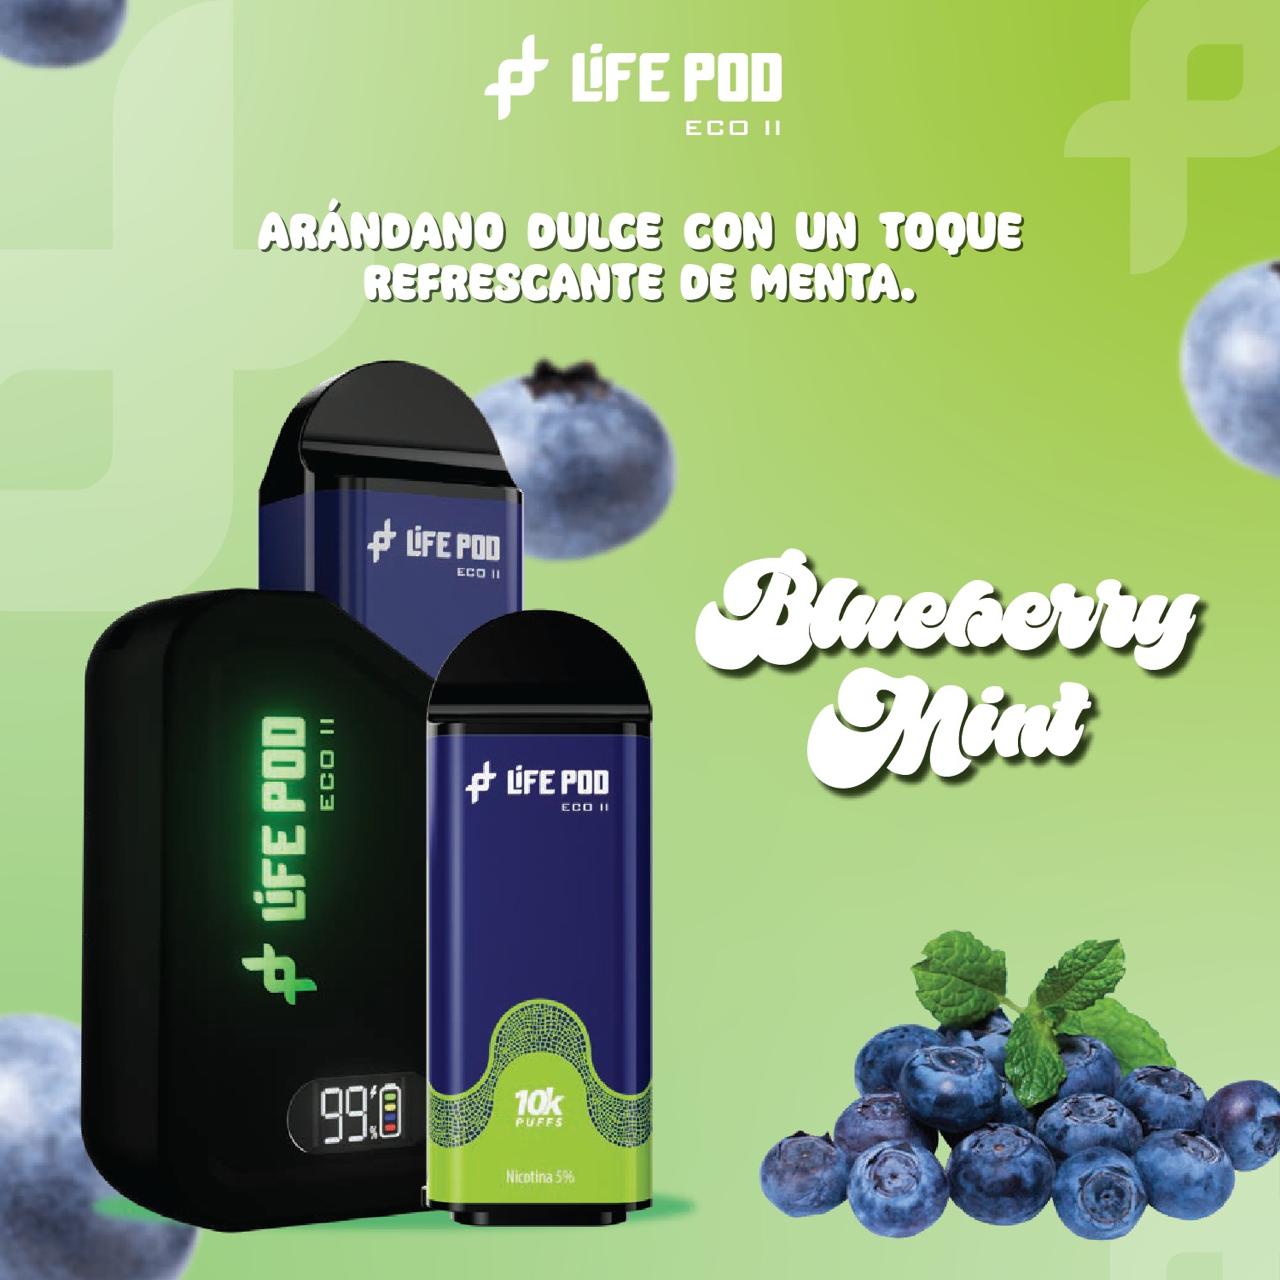 LIFE POD
ECO II
ARÁNDANO DULCE CON UN TOQUE
REFRESCANTE DE MENTA.
LIFE POD
ECO II
Blueberry
Mint
LIFE POD
ECO II
LIFE POD
ECO II
99%
10k
PUFFS
Nicotina 5%